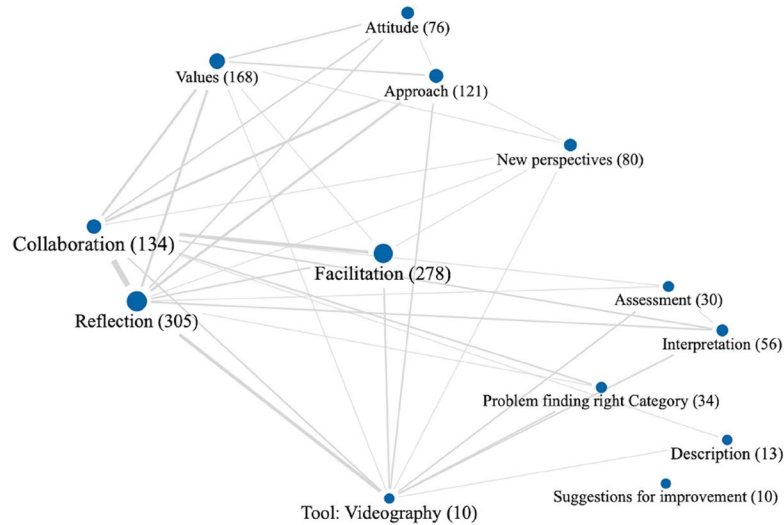 Attitude (76)
Values (168)
Approach (121)
New perspectives (80)
Collaboration (134)
Facilitation (278)
Assessment (30)
Reflection (305)
Interpretation (56)
Problem finding right Category (34)
Description (13)
Suggestions for improvement (10)
Tool: Videography (10)